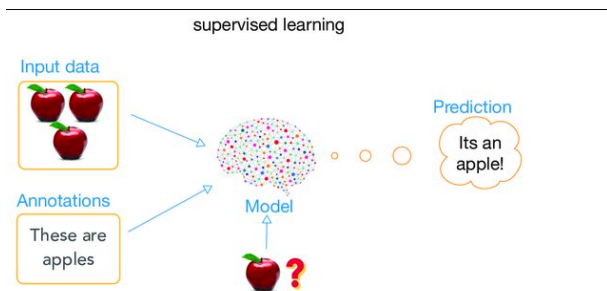 supervised learning
Input data
Prediction
Its an
apple!
Annotations
These are
apples
Model
?